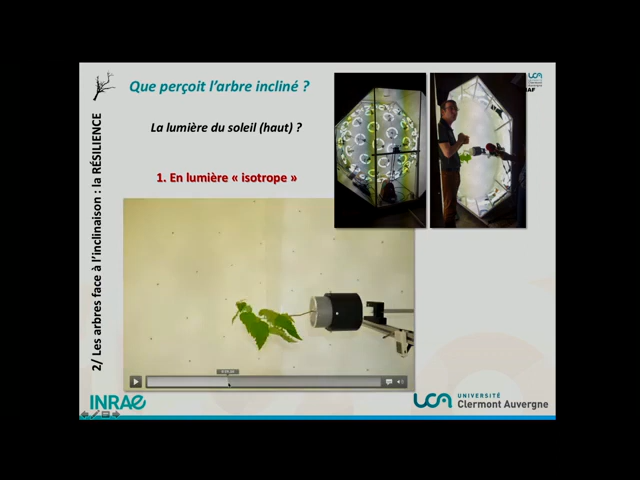 Que perçoit l'arbre incliné ?
La lumière du soleil (haut) ?
1. En lumière « isotrope »
2/ Les arbres face à l'inclinaison : la RÉSILIENCE
INRAE
UCA UNIVERSITÉ
Clermont Auvergne